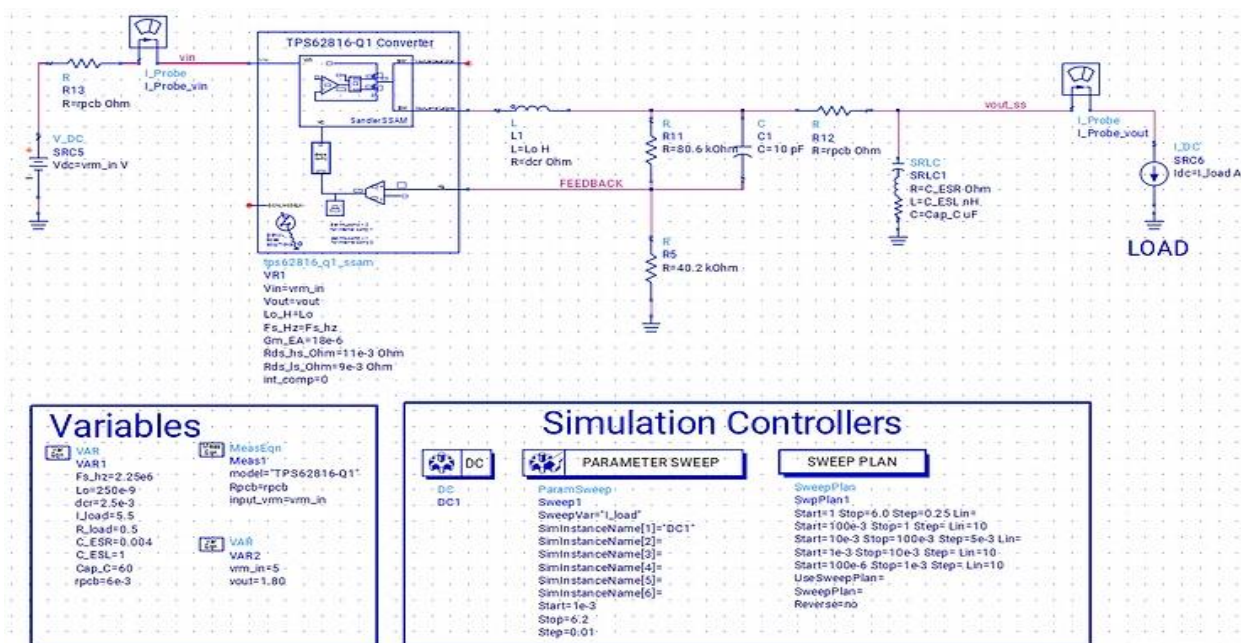 TPS62816-Q1 Converter
vin
I_Probe
I_Probe_vin
R
R13
R=rpcb Ohm
V_DC
SRC5
Vdc=vrm_in V
Sandler SSAM
L
L1
L=Lo H
R=dcr Ohm
R
R11
R=80.6 kOhm
C
C1
C=10 pF
R
R12
R=rpcb Ohm
vout_ss
I_Probe
I_Probe_vout
I_DC
SRC6
Idc=I_load A
SRLC
SRLC1
R=C_ESR Ohm
L=C_ESL nH
C=Cap_C uF
FEEDBACK
R
R5
R=40.2 kOhm
LOAD
tps62816_q1_ssam
VR1
Vin=vrm_in
Vout=vout
Lo_H=Lo
Fs_Hz=Fs_hz
Gm_EA=18e-6
Rds_hs_Ohm=11e-3 Ohm
Rds_ls_Ohm=9e-3 Ohm
int_comp=0
Variables
VAR
VAR1
Fs_hz=2.25e6
Lo=250e-9
dcr=2.5e-3
I_load=5.5
R_load=0.5
C_ESR=0.004
C_ESL=1
Cap_C=60
rpcb=6e-3
MeasEqn
Meas1
model="TPS62816-Q1"
Rpcb=rpcb
input_vrm=vrm_in
VAR
VAR2
vrm_in=5
vout=1.80
Simulation Controllers
DC
DC
DC1
PARAMETER SWEEP
ParamSweep
Sweep1
SweepVar="I_load"
SimInstanceName[1]="DC1"
SimInstanceName[2]=
SimInstanceName[3]=
SimInstanceName[4]=
SimInstanceName[5]=
SimInstanceName[6]=
Start=1e-3
Stop=6.2
Step=0.01
SWEEP PLAN
SweepPlan
SwpPlan1
Start=1 Stop=6.0 Step=0.25 Lin=
Start=100e-3 Stop=1 Step= Lin=10
Start=10e-3 Stop=100e-3 Step=5e-3 Lin=
Start=1e-3 Stop=10e-3 Step= Lin=10
Start=100e-6 Stop=1e-3 Step= Lin=10
UseSweepPlan=
SweepPlan=
Reverse=no